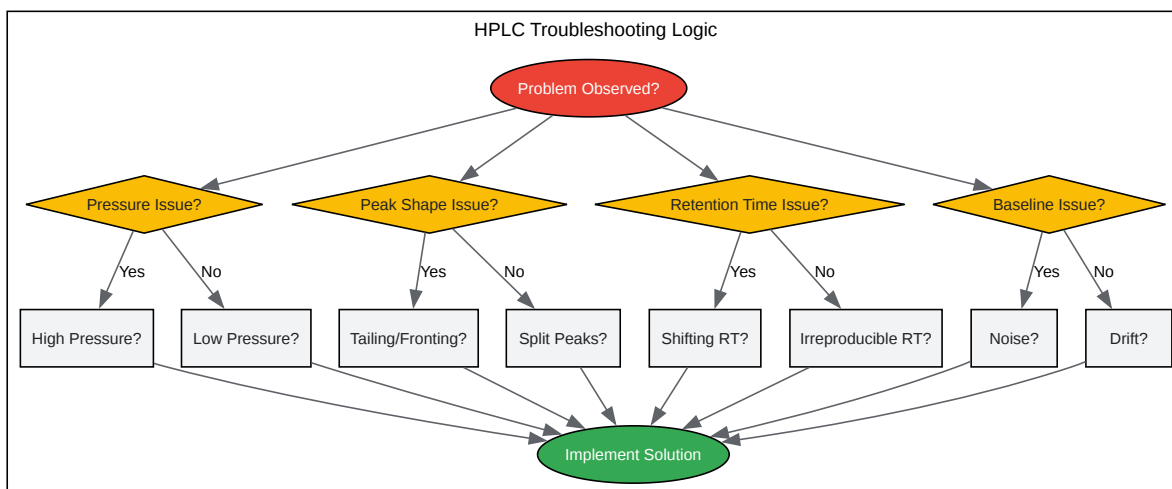 HPLC Troubleshooting Logic
Problem Observed?
Pressure Issue?
Peak Shape Issue?
Retention Time Issue?
Baseline Issue?
Yes
No
Yes
No
Yes
No
Yes
No
High Pressure?
Low Pressure?
Tailing/Fronting?
Split Peaks?
Shifting RT?
Irreproducible RT?
Noise?
Drift?
Implement Solution